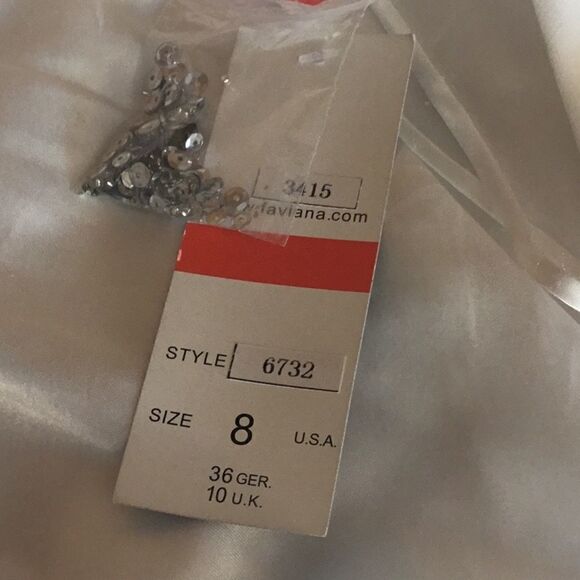 3415
faviana.com
STYLE 6732
SIZE 8 U.S.A.
36 GER.
10 U.K.